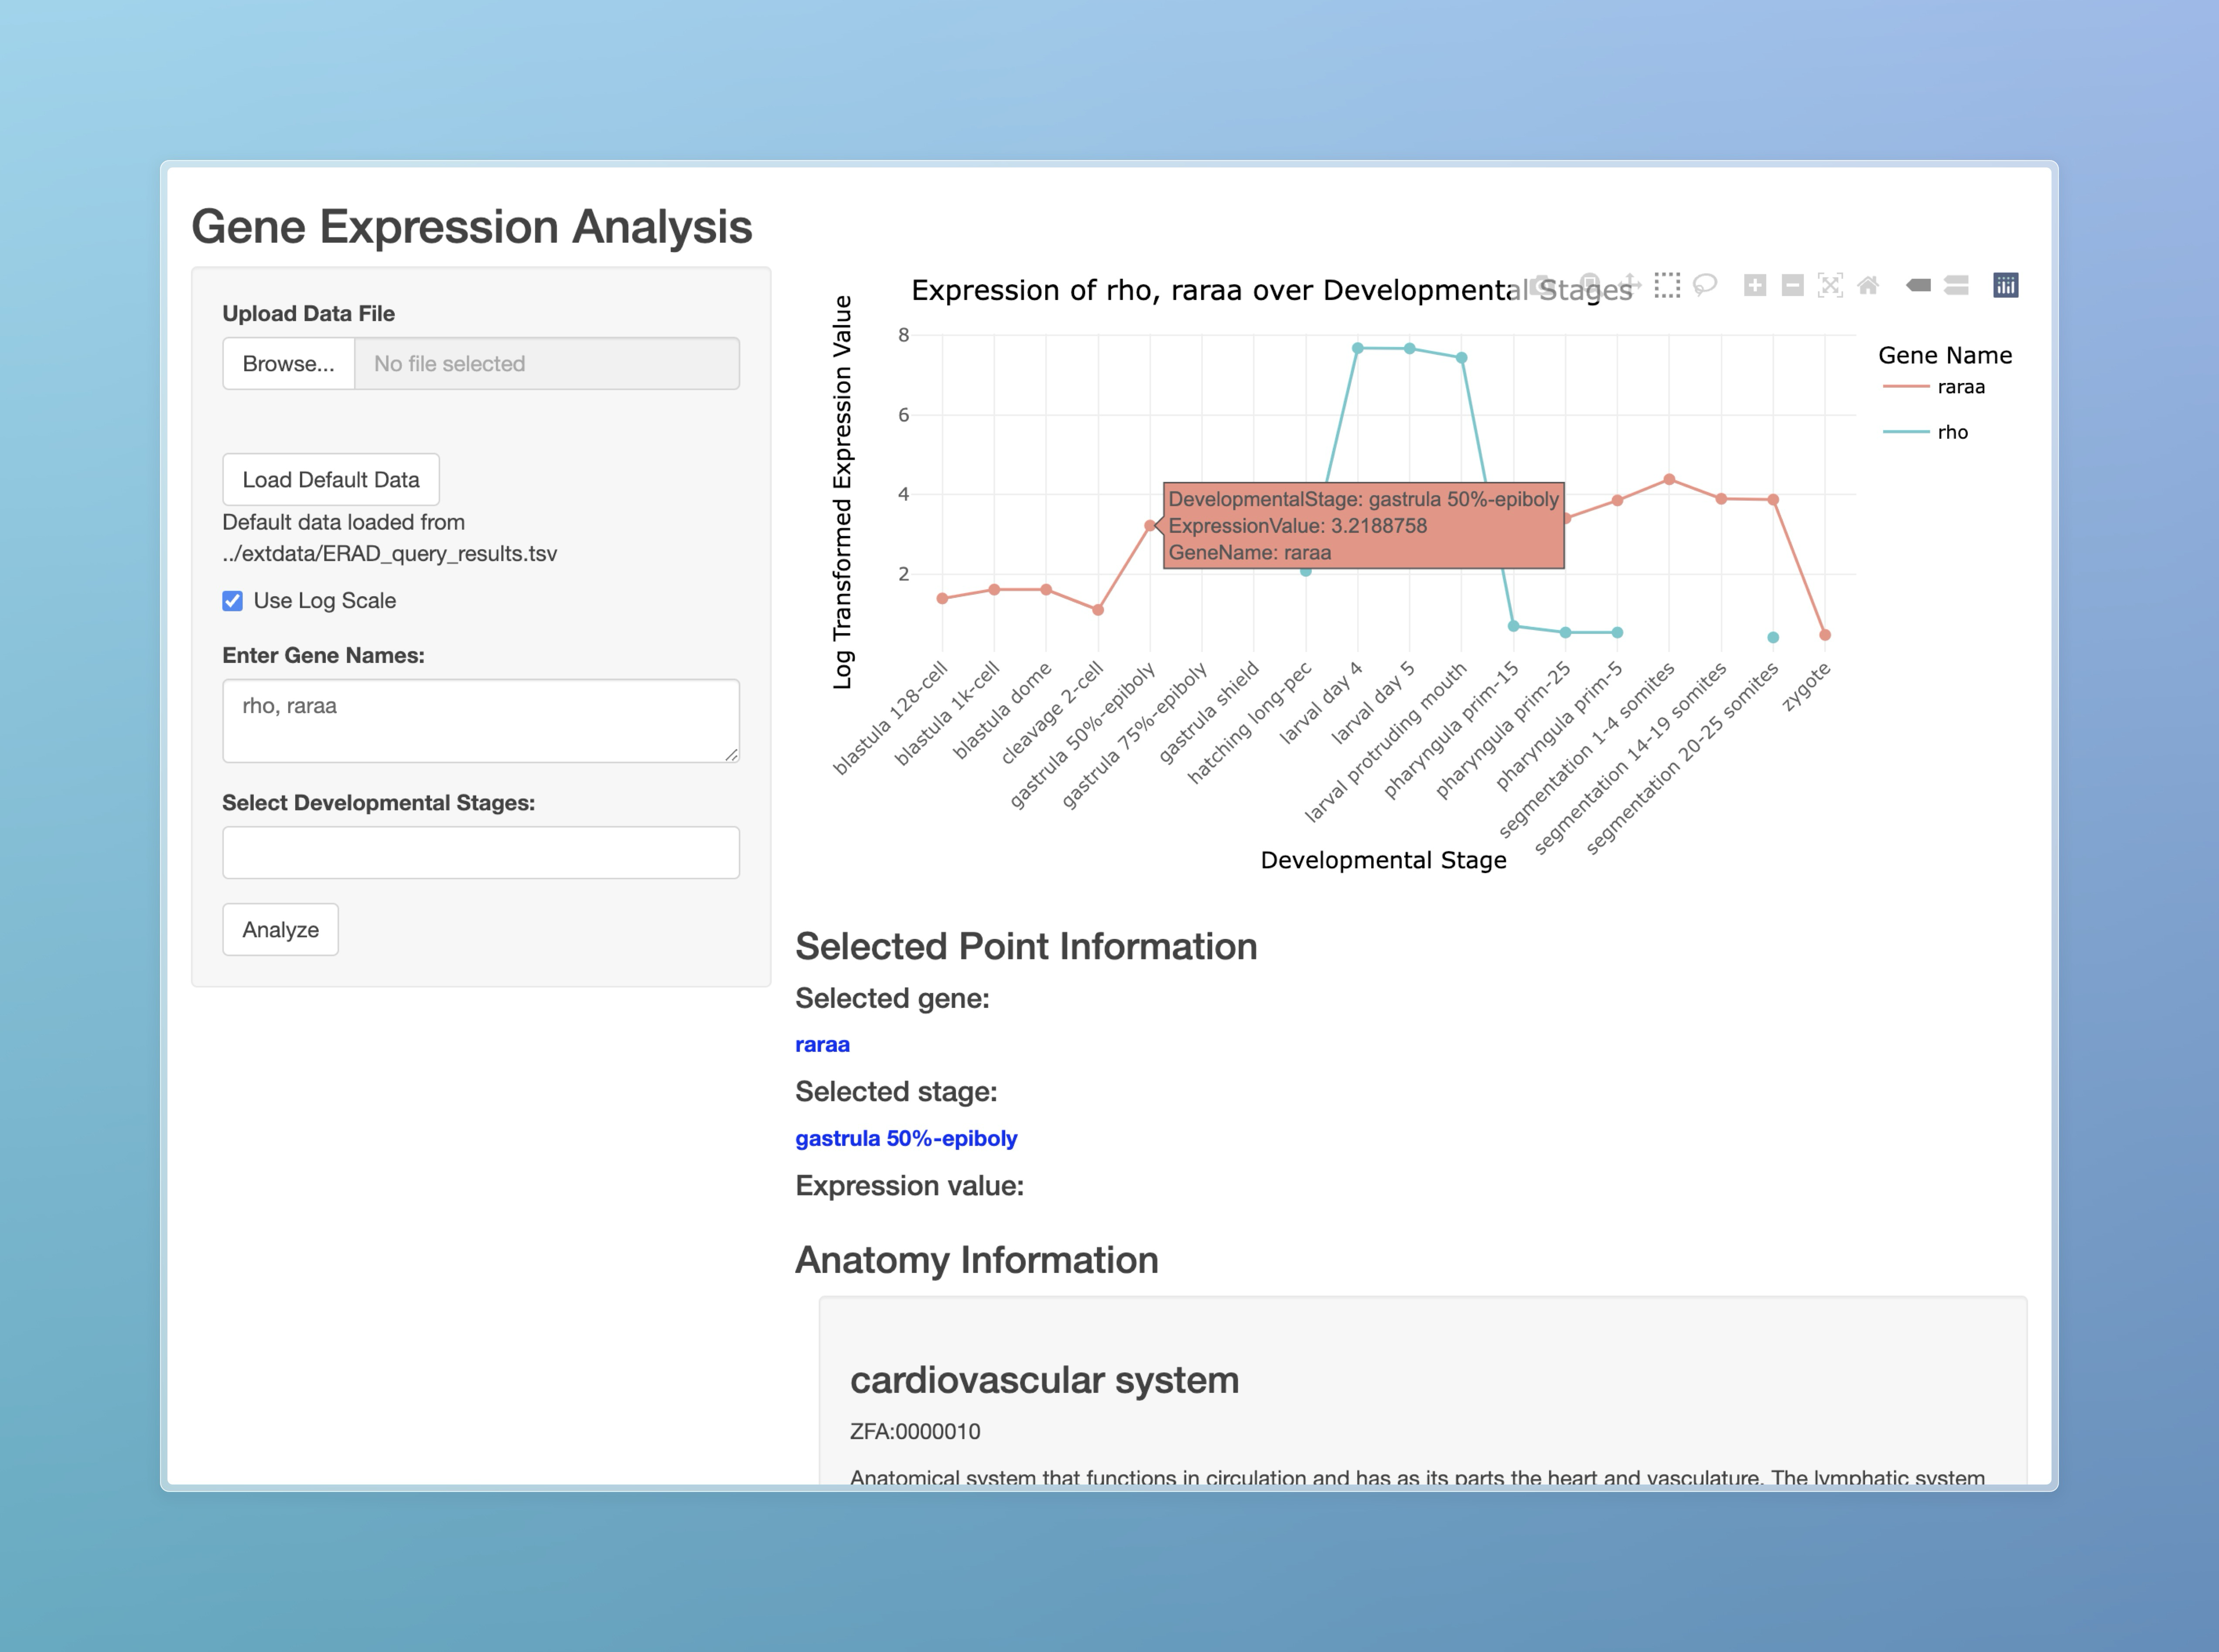 Gene Expression Analysis
Upload Data File
Browse...
No file selected
Load Default Data
Default data loaded from
../extdata/ERAD_query_results.tsv
Use Log Scale
Enter Gene Names:
rho, raraa
Select Developmental Stages:
Analyze
Expression of rho, raraa over Developmental Stages
Log Transformed Expression Value
8
6
4
2
DevelopmentalStage: gastrula 50%-epiboly
ExpressionValue: 3.2188758
GeneName: raraa
Gene Name
raraa
rho
blastula 128-cell
blastula 1k-cell
blastula dome
cleavage 2-cell
gastrula 50%-epiboly
gastrula 75%-epiboly
gastrula shield
hatching long-pec
larval day 4
larval day 5
larval protruding mouth
pharyngula prim-15
pharyngula prim-25
pharyngula prim-5
segmentation 1-4 somites
segmentation 14-19 somites
segmentation 20-25 somites
zygote
Developmental Stage
Selected Point Information
Selected gene:
raraa
Selected stage:
gastrula 50%-epiboly
Expression value:
Anatomy Information
cardiovascular system
ZFA:0000010
Anatomical system that functions in circulation and has as its parts the heart and vasculature. The lymphatic system